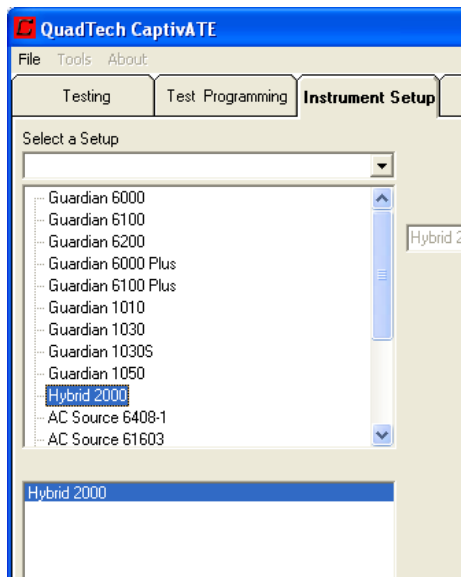 QuadTech CaptivATE
File Tools About
Testing Test Programming Instrument Setup
Select a Setup
Guardian 6000
Guardian 6100
Guardian 6200
Hybrid 2
Guardian 6000 Plus
Guardian 6100 Plus
Guardian 1010
Guardian 1030
Guardian 1030S
Guardian 1050
Hybrid 2000
AC Source 6408-1
AC Source 61603
Hybrid 2000